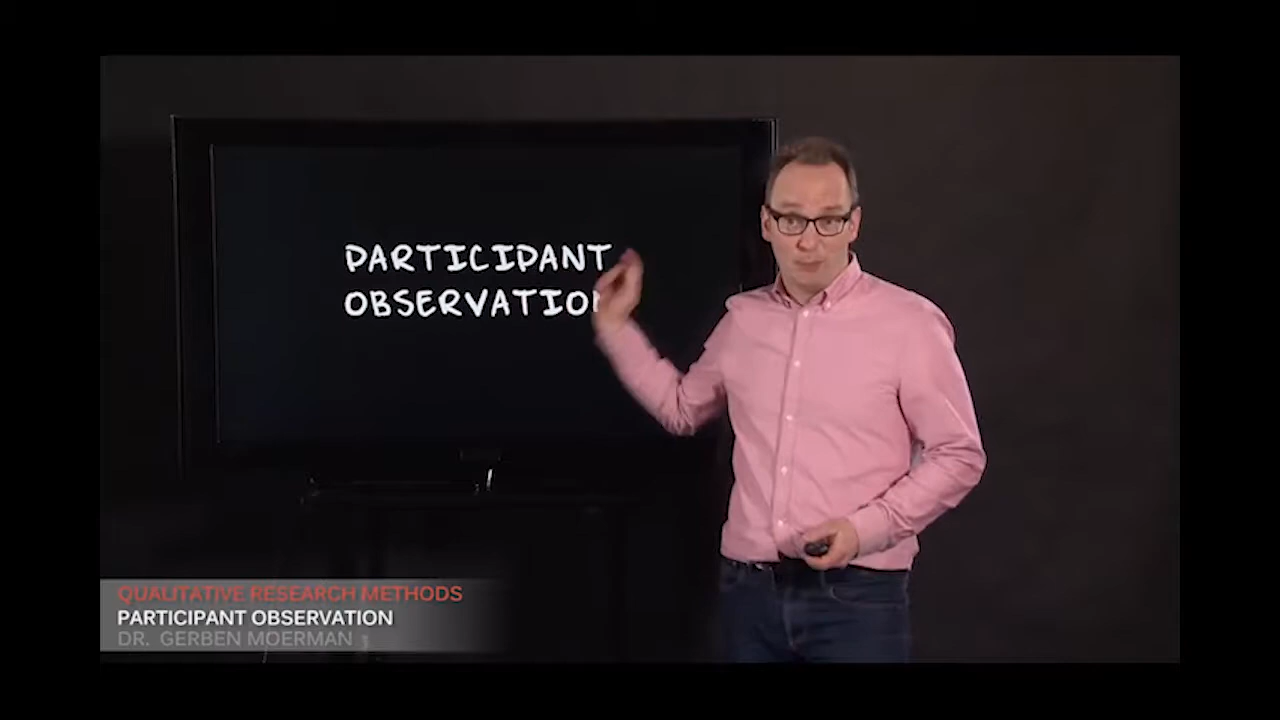 PARTICIPANT
OBSERVATIO
QUALITATIVE RESEARCH METHODS
PARTICIPANT OBSERVATION
DR. GERBEN MOERMAN